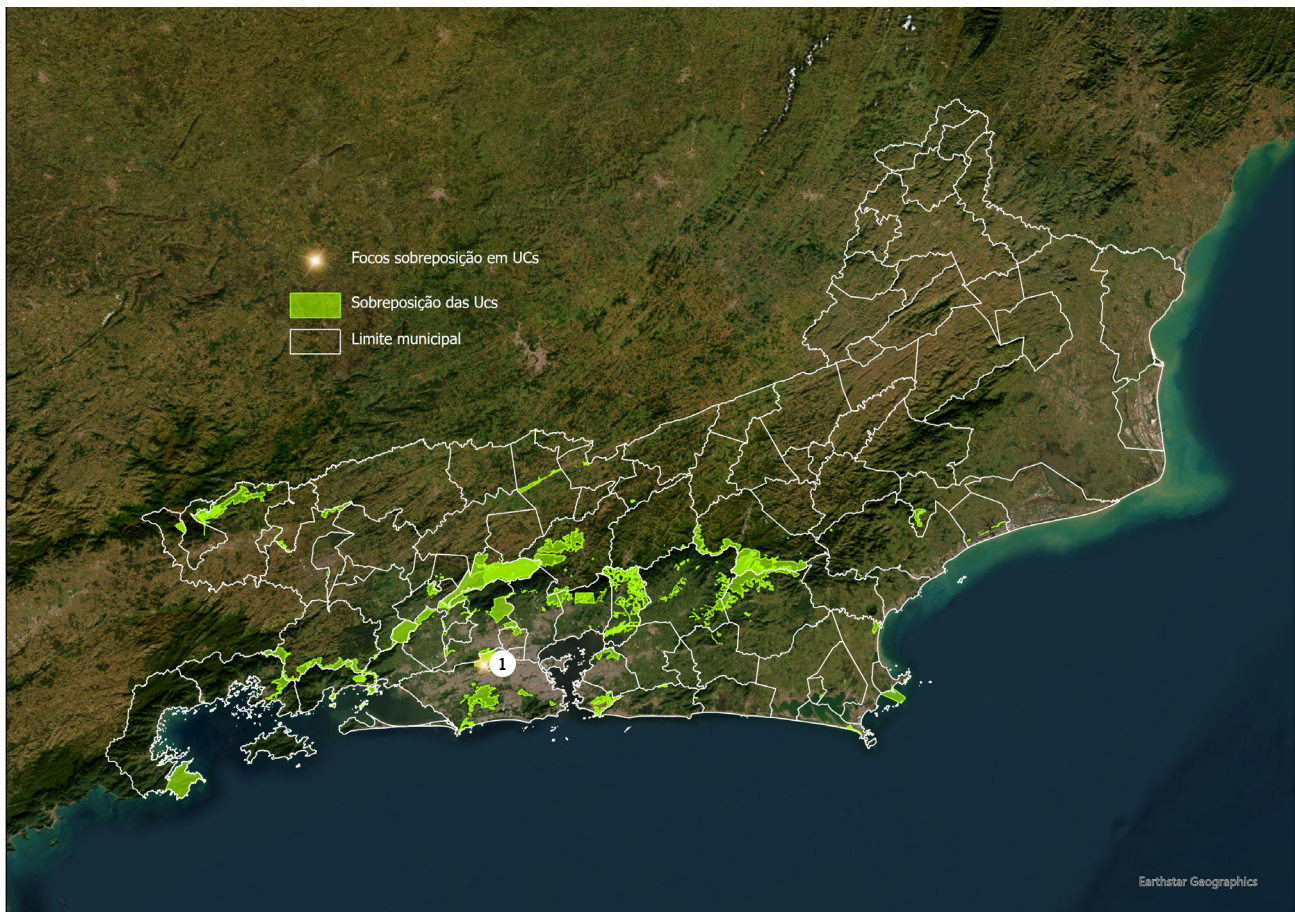 Focos sobreposição em UCs
Sobreposição das Ucs
Limite municipal
1
Earthstar Geographics